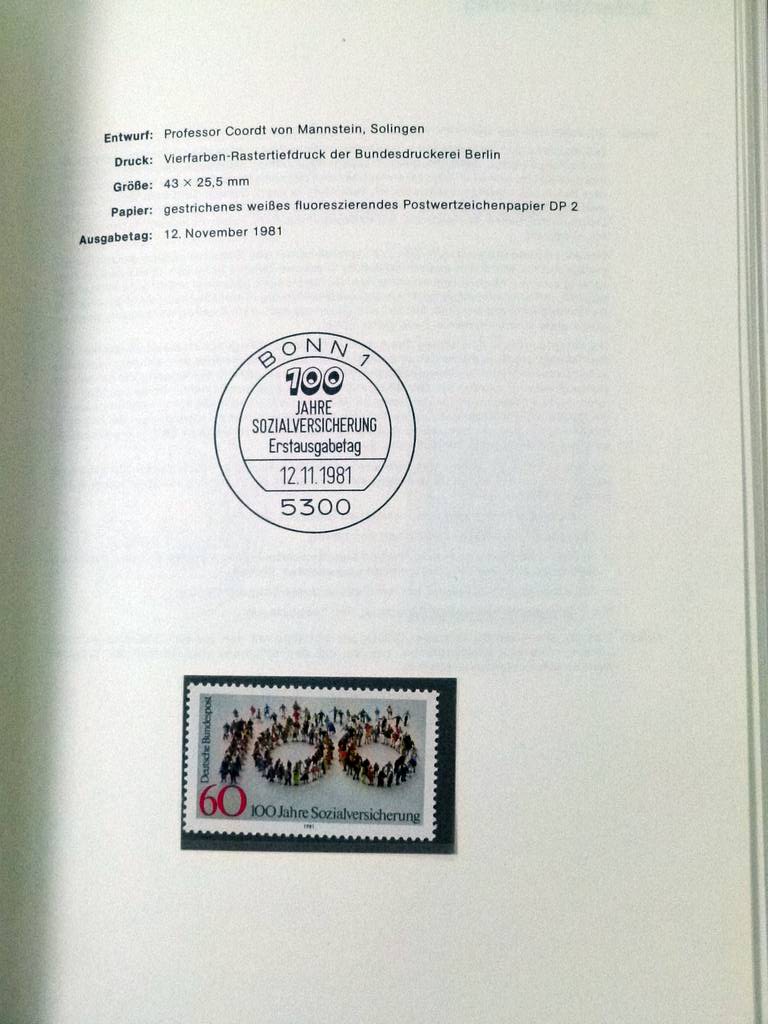 Entwurf: Professor Coordt von Mannstein, Solingen
Druck: Vierfarben-Rastertiefdruck der Bundesdruckerei Berlin
Größe: 43 × 25,5 mm
Papier: gestrichenes weißes fluoreszierendes Postwertzeichenpapier DP 2
Ausgabetag: 12. November 1981
BONN 1
100
JAHRE
SOZIALVERSICHERUNG
Erstausgabetag
12.11.1981
5300
Deutsche Bundespost
100
60 100 Jahre Sozialversicherung
1981